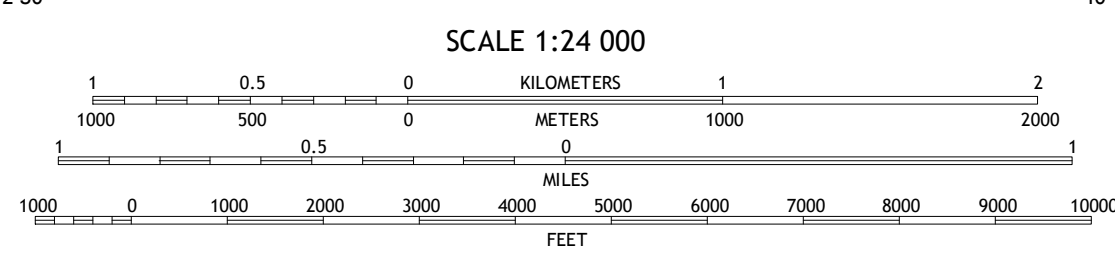 SCALE 1:24 000
1 0.5 0 KILOMETERS 1 2
1000 500 0 METERS 1000 2000
1 0.5 0 1
MILES
1000 0 1000 2000 3000 4000 5000 6000 7000 8000 9000 10000
FEET